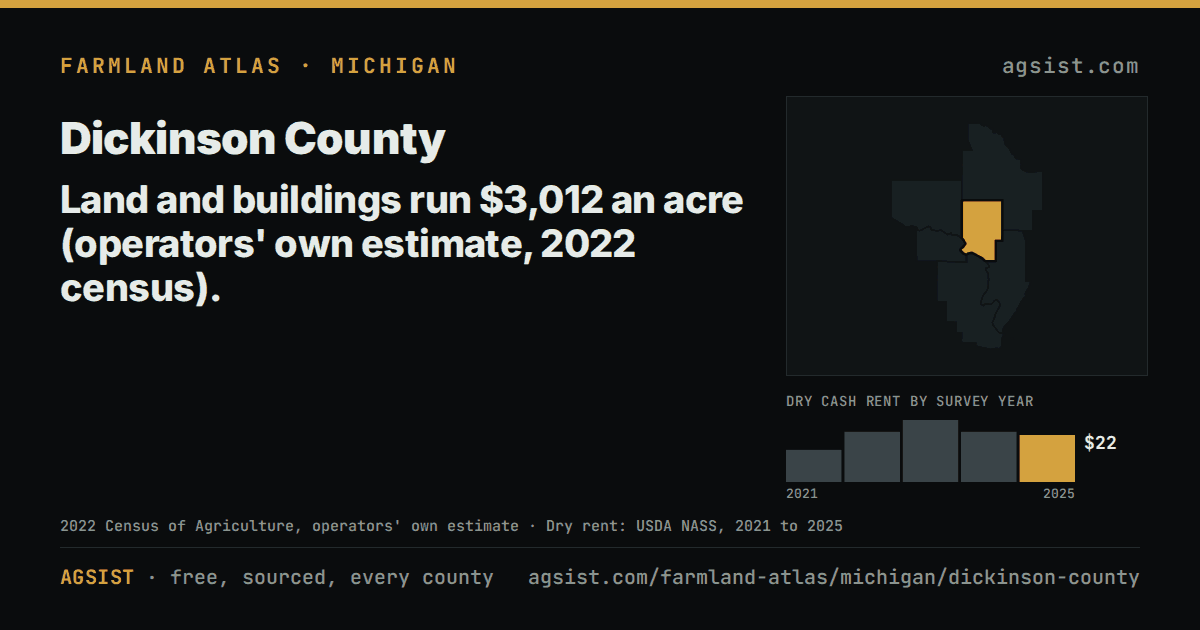 FARMLAND ATLAS · MICHIGAN
agsist.com
Dickinson County
Land and buildings run $3,012 an acre
(operators' own estimate, 2022
census).
DRY CASH RENT BY SURVEY YEAR
$22
2021
2025
2022 Census of Agriculture, operators' own estimate · Dry rent: USDA NASS, 2021 to 2025
AGSIST · free, sourced, every county
agsist.com/farmland-atlas/michigan/dickinson-county